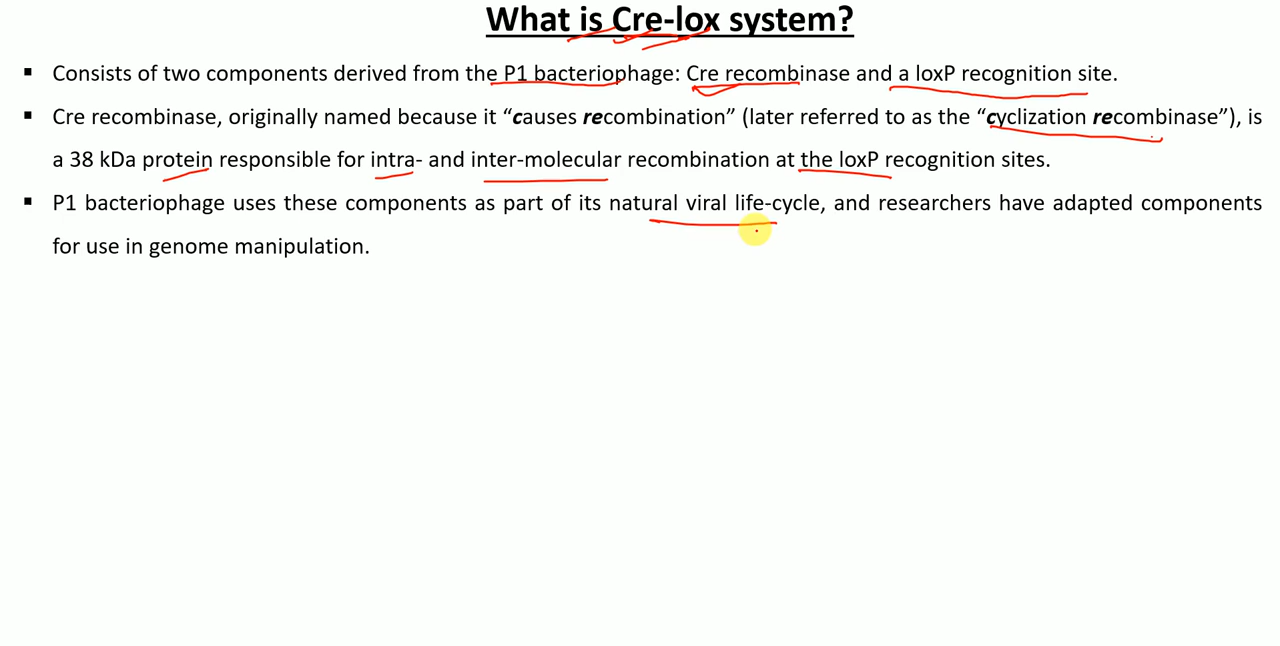 What is Cre-lox system?
▪ Consists of two components derived from the P1 bacteriophage: Cre recombinase and a loxP recognition site.
▪ Cre recombinase, originally named because it “causes recombination” (later referred to as the “cyclization recombinase”), is
a 38 kDa protein responsible for intra- and inter-molecular recombination at the loxP recognition sites.
▪ P1 bacteriophage uses these components as part of its natural viral life-cycle, and researchers have adapted components
for use in genome manipulation.